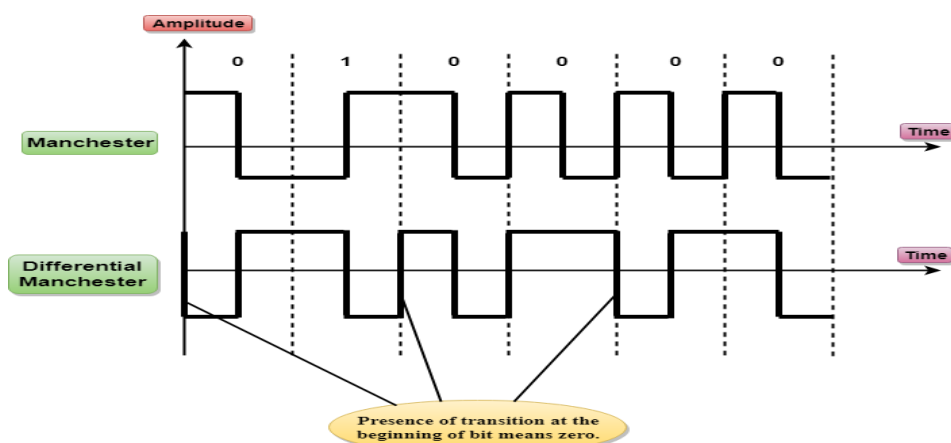 Amplitude
0 1 0 0 0 0
Manchester
Time
Differential
Manchester
Time
Presence of transition at the
beginning of bit means zero.